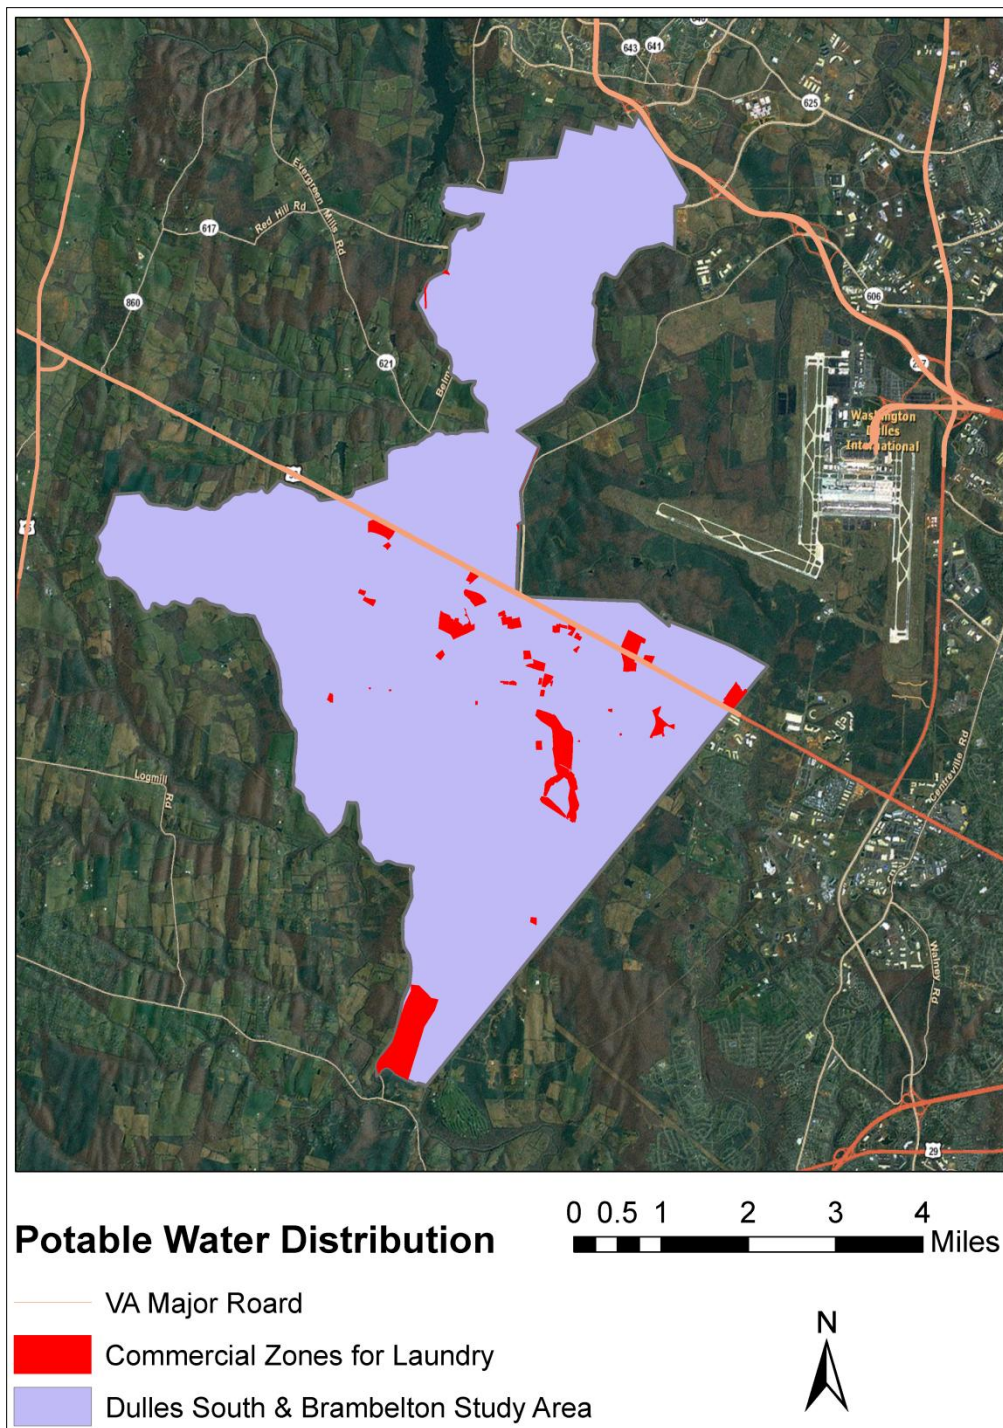 643
641
625
Evergreen Mills Rd
Red Hill Rd
617
860
606
621
Belm
Washington
Dulles
International
Logmill
Rd
Centreville Rd
Walney Rd
29
Potable Water Distribution
0 0.5 1 2 3 4
Miles
VA Major Roard
Commercial Zones for Laundry
Dulles South & Brambelton Study Area
N